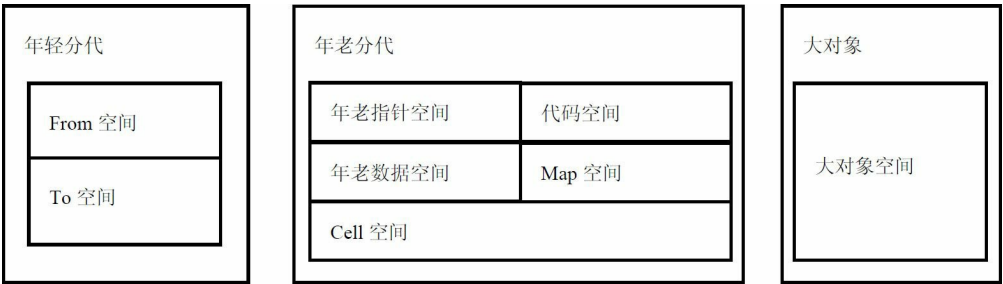 年轻分代
From 空间
To 空间
年老分代
年老指针空间
代码空间
年老数据空间
Map 空间
Cell 空间
大对象
大对象空间